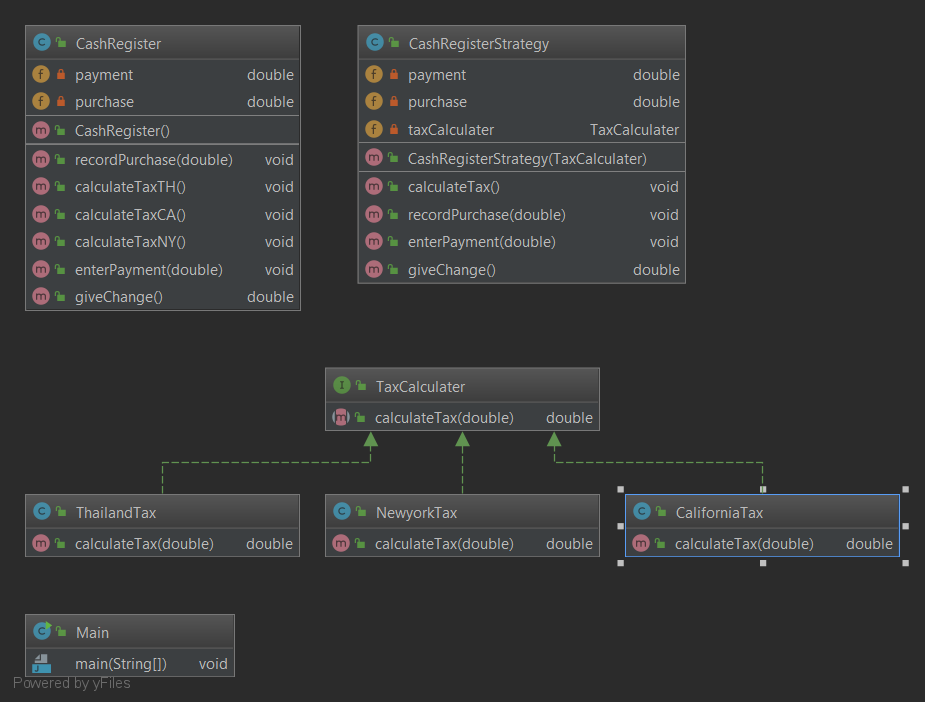 CashRegister
payment double
purchase double
CashRegister()
recordPurchase(double) void
calculateTaxTH() void
calculateTaxCA() void
calculateTaxNY() void
enterPayment(double) void
giveChange() double
CashRegisterStrategy
payment double
purchase double
taxCalculater TaxCalculater
CashRegisterStrategy(TaxCalculater)
calculateTax() void
recordPurchase(double) void
enterPayment(double) void
giveChange() double
TaxCalculater
calculateTax(double) double
ThailandTax
calculateTax(double) double
NewyorkTax
calculateTax(double) double
CaliforniaTax
calculateTax(double) double
Main
main(String[]) void
Powered by yFiles